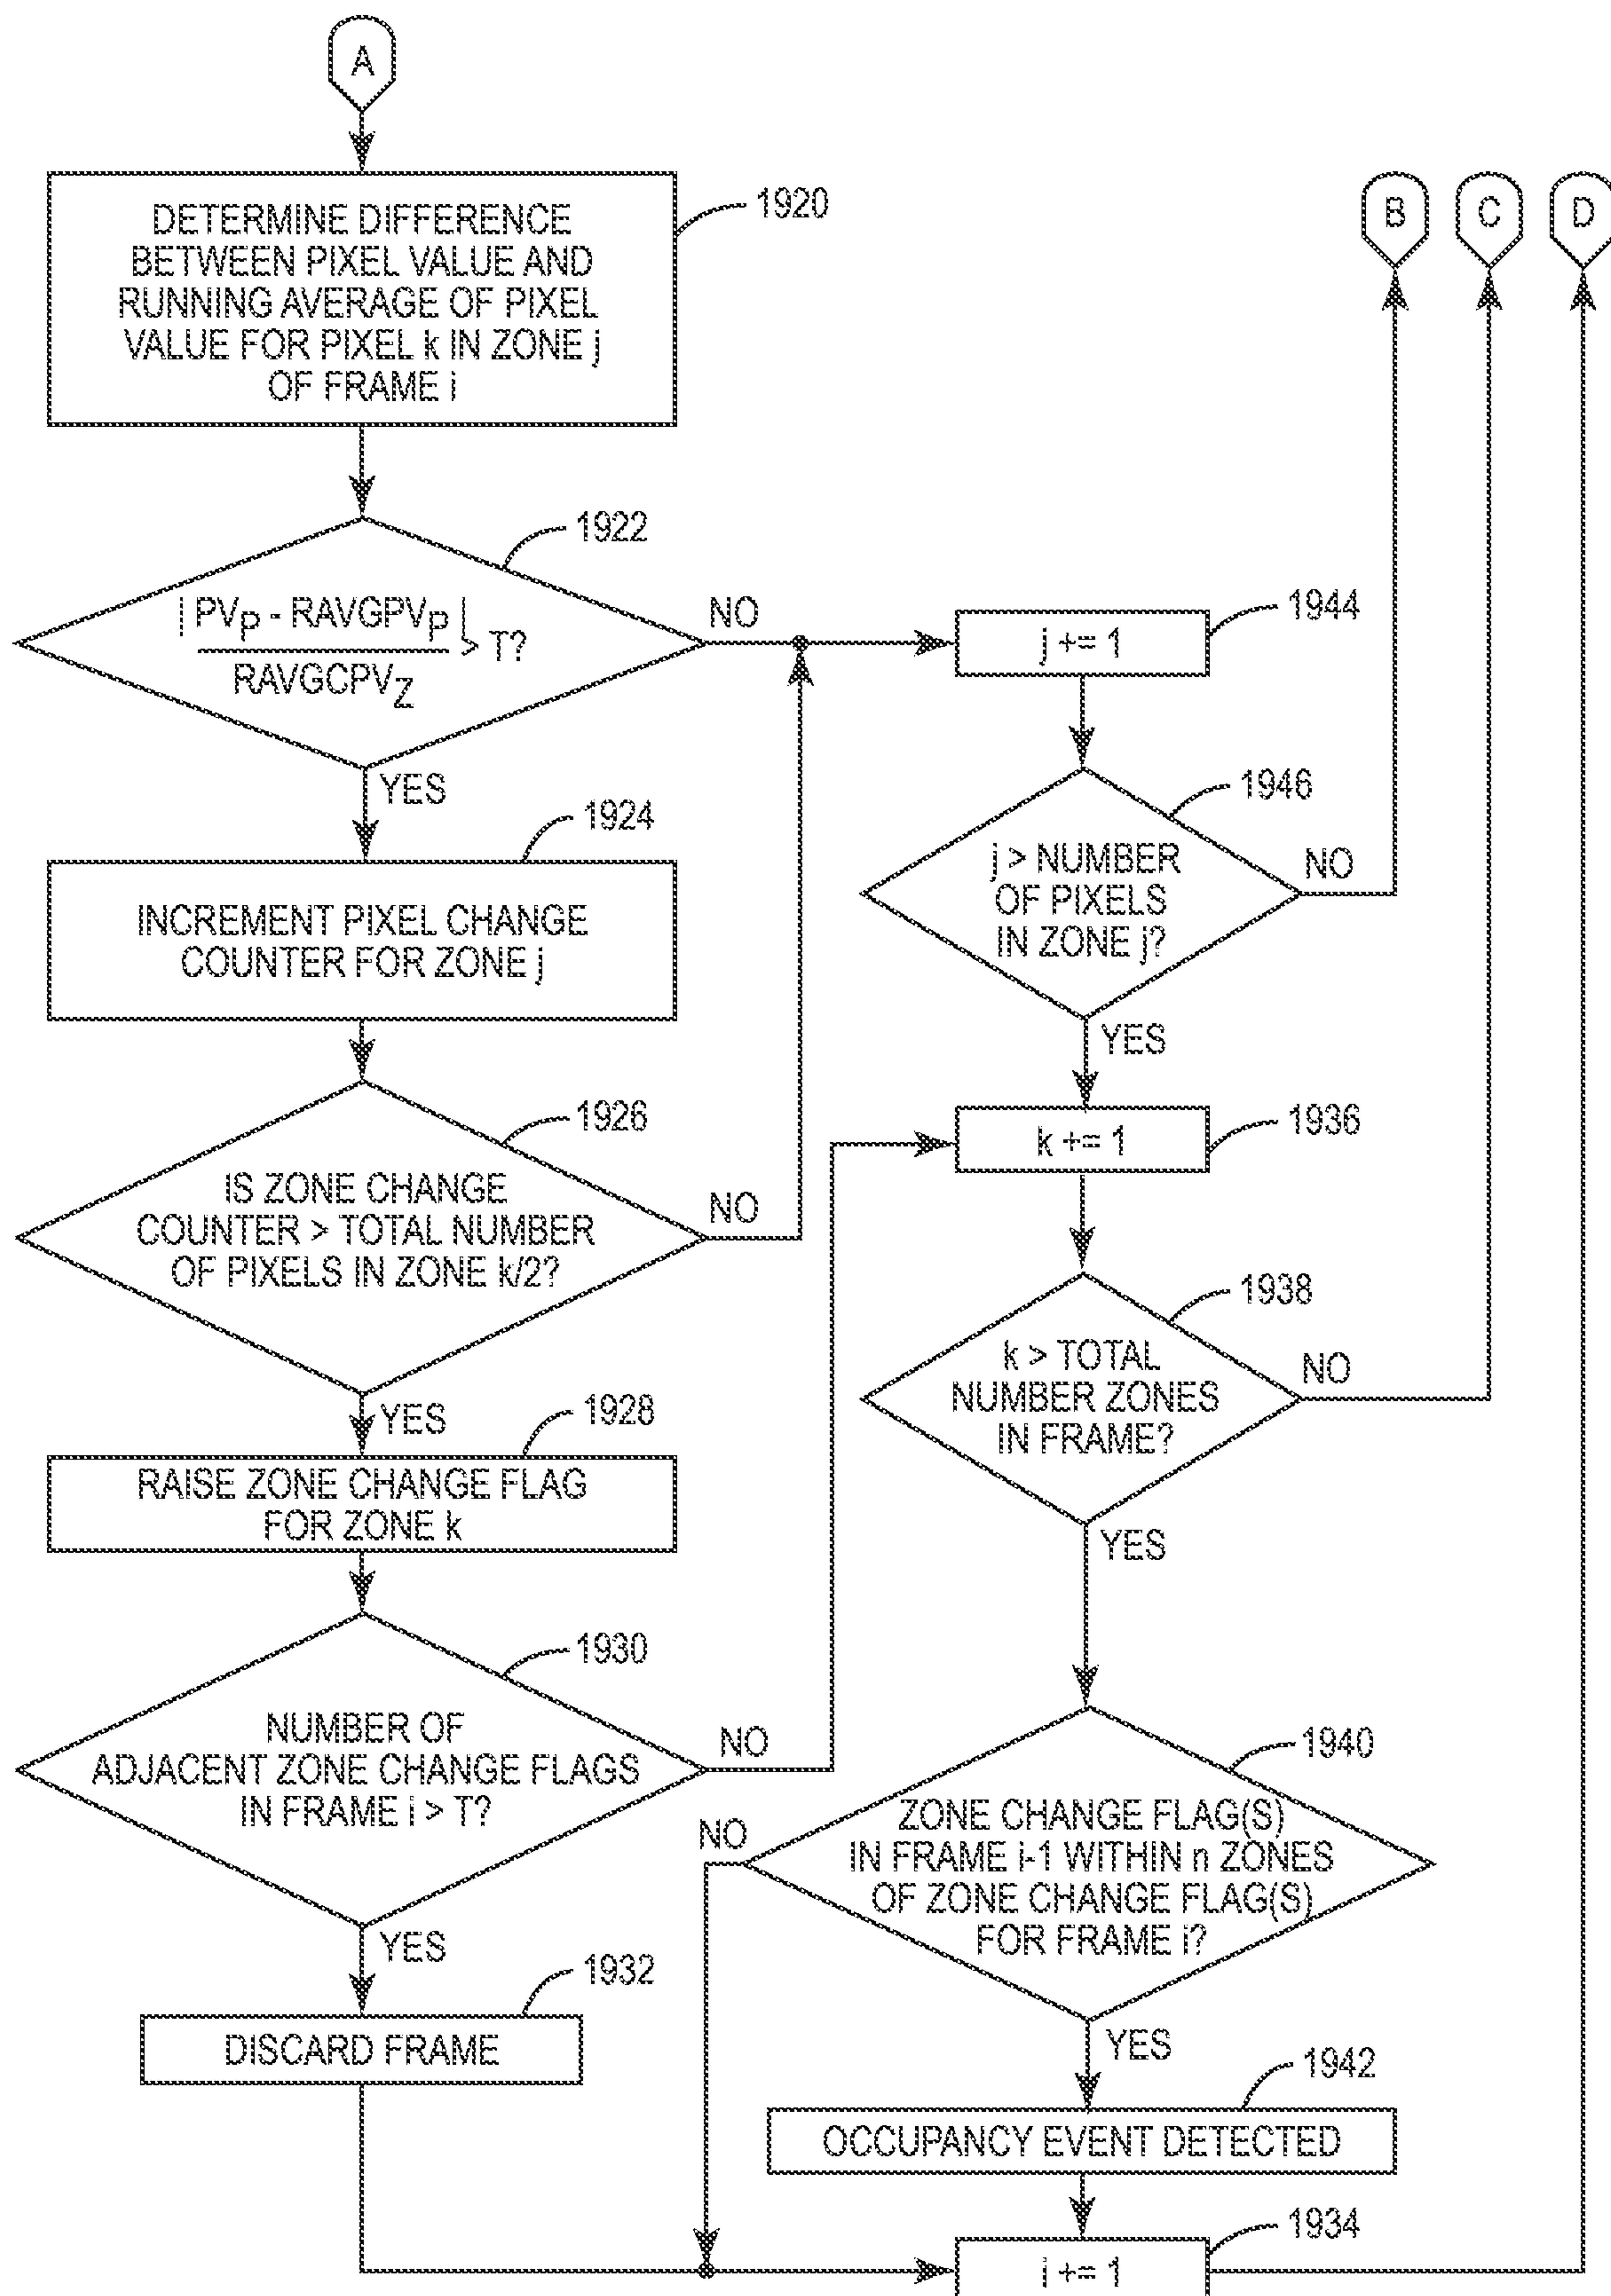 A
DETERMINE DIFFERENCE
BETWEEN PIXEL VALUE AND
RUNNING AVERAGE OF PIXEL
VALUE FOR PIXEL k IN ZONE j
OF FRAME i
1920
B
C
D
1922
| PVP - RAVGPVP |
RAVGCPVZ
> T?
NO
YES
1944
j += 1
1946
j > NUMBER
OF PIXELS
IN ZONE j?
NO
YES
1924
INCREMENT PIXEL CHANGE
COUNTER FOR ZONE j
1926
IS ZONE CHANGE
COUNTER > TOTAL NUMBER
OF PIXELS IN ZONE k/2?
NO
YES
1936
k += 1
1938
k > TOTAL
NUMBER ZONES
IN FRAME?
NO
YES
1928
RAISE ZONE CHANGE FLAG
FOR ZONE k
1930
NUMBER OF
ADJACENT ZONE CHANGE FLAGS
IN FRAME i > T?
NO
YES
1932
DISCARD FRAME
1940
ZONE CHANGE FLAG(S)
IN FRAME i-1 WITHIN n ZONES
OF ZONE CHANGE FLAG(S)
FOR FRAME i?
NO
YES
1942
OCCUPANCY EVENT DETECTED
1934
i += 1